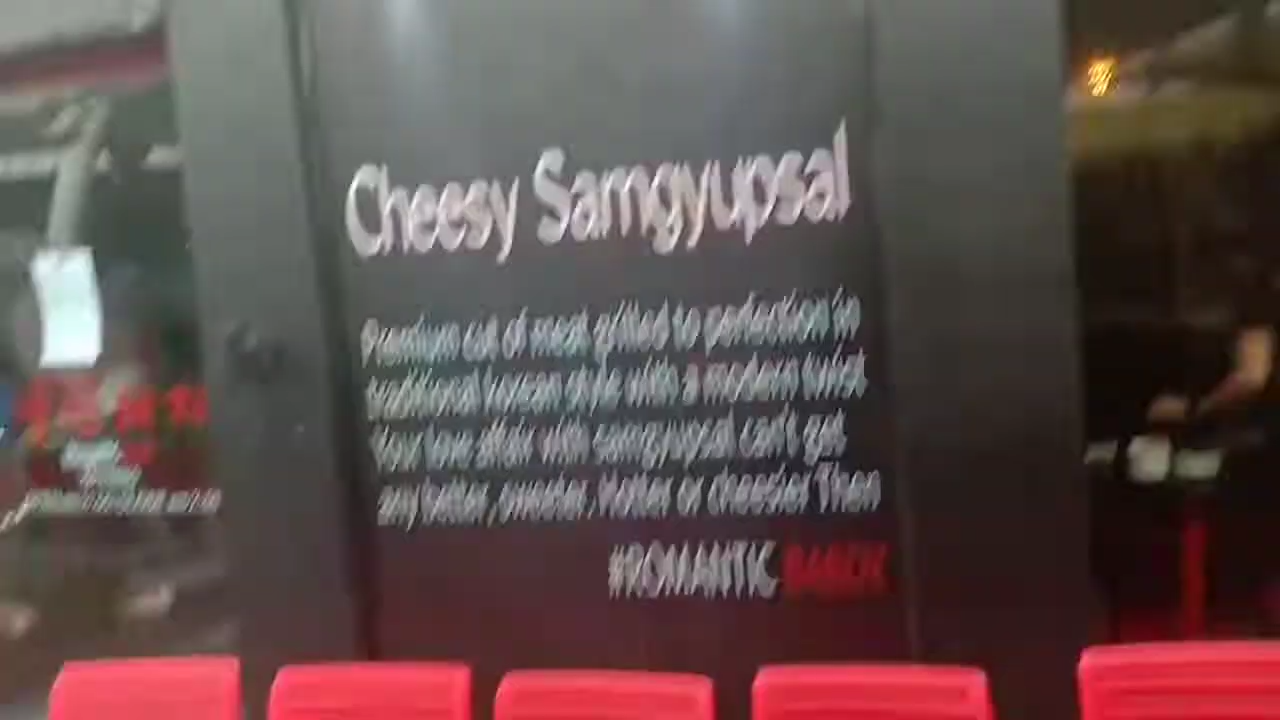 Cheesy Samgyupsal
Premium cut of meat grilled to perfection in
traditional korean style with a modern twist.
Your love affair with samgyupsal can't get
any better, sweeter. Hotter or cheesier Then
#ROMANTIC BABOY